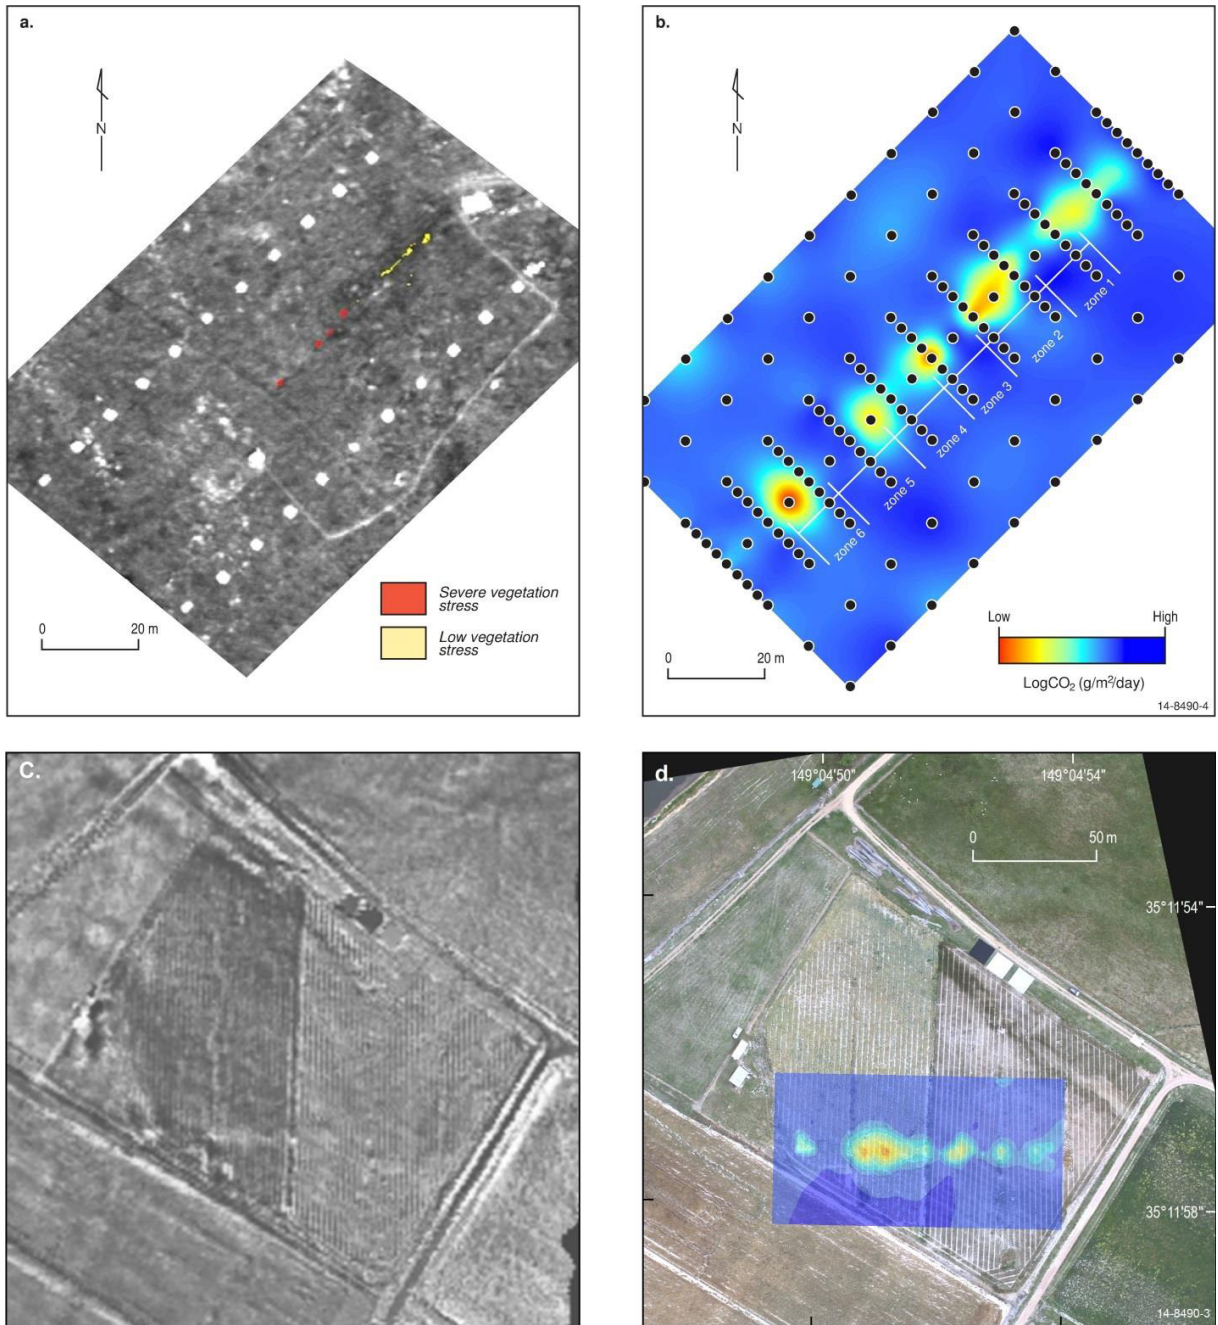 a.
N
Severe vegetation
stress
Low vegetation
stress
0 20 m
b.
N
zone 1
zone 2
zone 3
zone 4
zone 5
zone 6
Low High
LogCO₂ (g/m²/day)
0 20 m
14-8490-4
C.
d.
149°04'50" 149°04'54"
0 50 m
35°11'54"
35°11'58"
14-8490-3